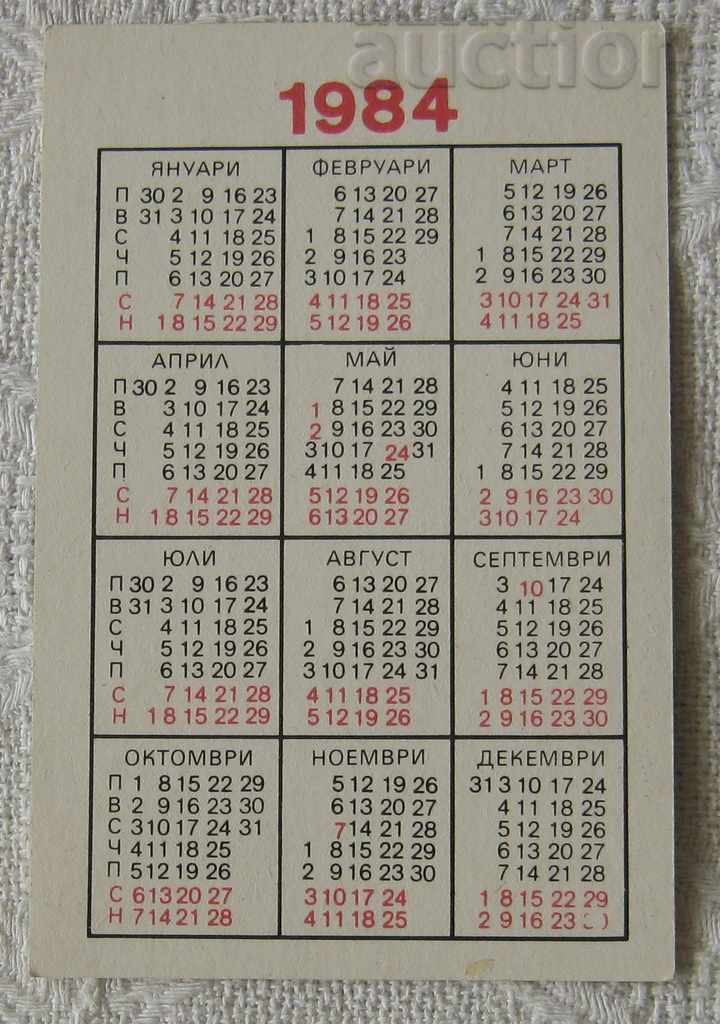 auction
1984
ЯНУАРИ ФЕВРУАРИ МАРТ
П 30 2 9 16 23 6 13 20 27 5 12 19 26
В 31 3 10 17 24 7 14 21 28 6 13 20 27
С 4 11 18 25 1 8 15 22 29 7 14 21 28
Ч 5 12 19 26 2 9 16 23 1 8 15 22 29
П 6 13 20 27 3 10 17 24 2 9 16 23 30
С 7 14 21 28 4 11 18 25 3 10 17 24 31
Н 1 8 15 22 29 5 12 19 26 4 11 18 25
АПРИЛ МАЙ ЮНИ
П 30 2 9 16 23 7 14 21 28 4 11 18 25
В 3 10 17 24 1 8 15 22 29 5 12 19 26
С 4 11 18 25 2 9 16 23 30 6 13 20 27
Ч 5 12 19 26 3 10 17 24 31 7 14 21 28
П 6 13 20 27 4 11 18 25 1 8 15 22 29
С 7 14 21 28 5 12 19 26 2 9 16 23 30
Н 1 8 15 22 29 6 13 20 27 3 10 17 24
ЮЛИ АВГУСТ СЕПТЕМВРИ
П 30 2 9 16 23 6 13 20 27 3 10 17 24
В 31 3 10 17 24 7 14 21 28 4 11 18 25
С 4 11 18 25 1 8 15 22 29 5 12 19 26
Ч 5 12 19 26 2 9 16 23 30 6 13 20 27
П 6 13 20 27 3 10 17 24 31 7 14 21 28
С 7 14 21 28 4 11 18 25 1 8 15 22 29
Н 1 8 15 22 29 5 12 19 26 2 9 16 23 30
ОКТОМВРИ НОЕМВРИ ДЕКЕМВРИ
П 1 8 15 22 29 5 12 19 26 31 3 10 17 24
В 2 9 16 23 30 6 13 20 27 4 11 18 25
С 3 10 17 24 31 7 14 21 28 5 12 19 26
Ч 4 11 18 25 1 8 15 22 29 6 13 20 27
П 5 12 19 26 2 9 16 23 30 7 14 21 28
С 6 13 20 27 3 10 17 24 1 8 15 22 29
Н 7 14 21 28 4 11 18 25 2 9 16 23